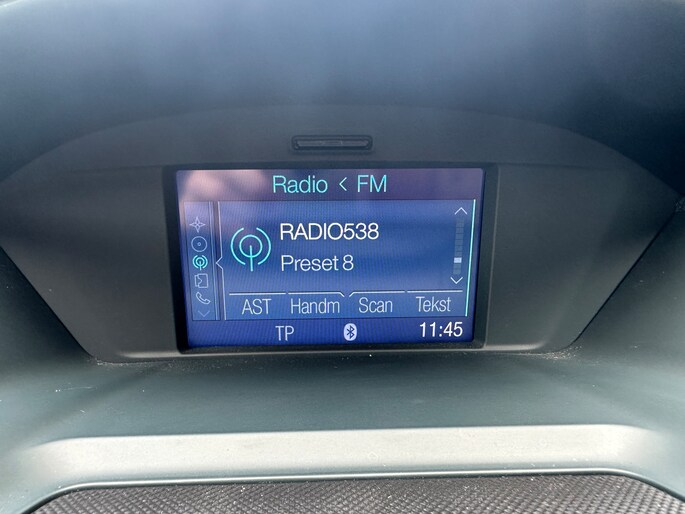 Radio < FM
RADIO538
Preset 8
AST Handm Scan Tekst
TP 11:45